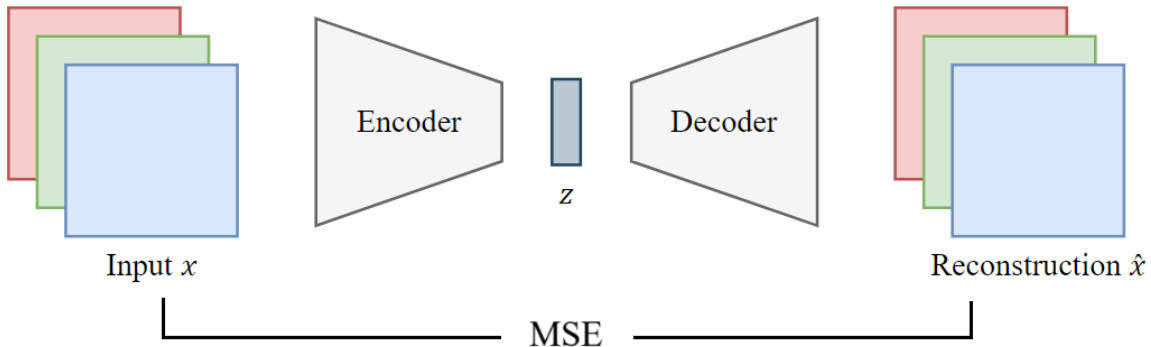 Encoder
Decoder
z
Input x
Reconstruction x̂
MSE